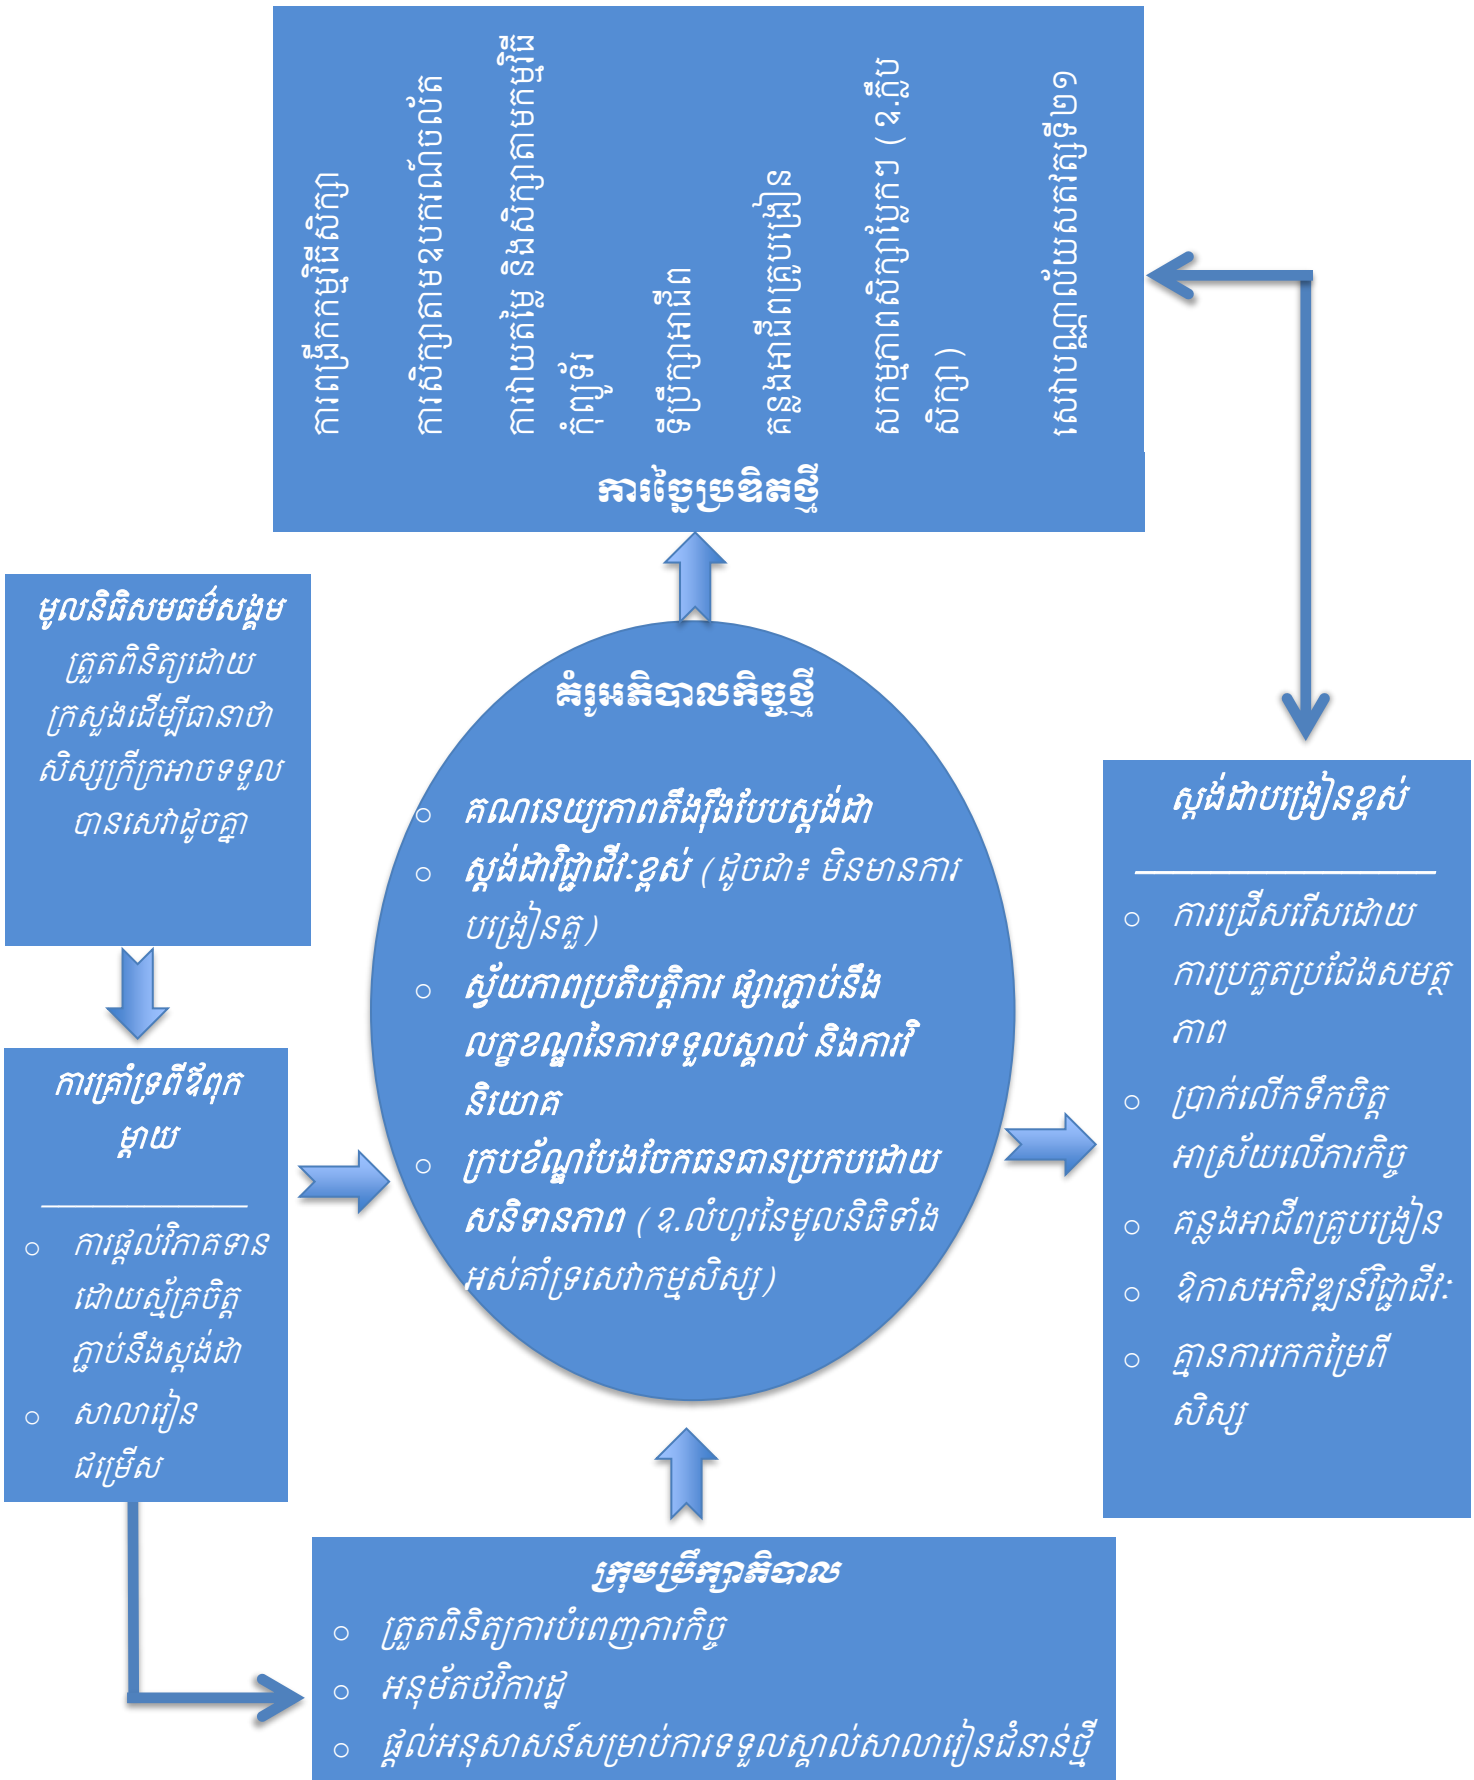 ការពង្រឹកកម្មវិធីសិក្សា
ការសិក្សាតាមឧបករណ៍ចល័ត
ការវាយតម្លៃ និងសិក្សាតាមកម្មវិធី
កុំព្យូទ័រ
ទីប្រឹក្សាអាជីព
គន្លងអាជីពគ្រូបង្រៀន
សកម្មភាពសិក្សាប្លែកៗ (ឧ.ក្លឹប
សិក្សា)
សេវាបណ្ណាល័យសតវត្សទី២១
ការច្នៃប្រឌិតថ្មី
មូលនិធិសមធម៌សង្គម
ត្រួតពិនិត្យដោយ
ក្រសួងដើម្បីធានាថា
សិស្សក្រីក្រអាចទទួល
បានសេវាដូចគ្នា
គំរូអភិបាលកិច្ចថ្មី
គណនេយ្យភាពតឹងរ៉ឹងបែបស្តង់ដា
ស្តង់ដាវិជ្ជាជីវៈខ្ពស់ (ដូចជា៖ មិនមានការ
បង្រៀនគួ)
ស្វ័យភាពប្រតិបត្តិការ ផ្សារភ្ជាប់នឹង
លក្ខខណ្ឌនៃការទទួលស្គាល់ និងការវិ
និយោគ
ក្របខ័ណ្ឌបែងចែកធនធានប្រកបដោយ
សនិទានភាព (ឧ.លំហូរនៃមូលនិធិទាំង
អស់គាំទ្រសេវាកម្មសិស្ស)
ស្តង់ដាបង្រៀនខ្ពស់
ការជ្រើសរើសដោយ
ការប្រកួតប្រជែងសមត្ថ
ភាព
ប្រាក់លើកទឹកចិត្ត
អាស្រ័យលើភារកិច្ច
គន្លងអាជីពគ្រូបង្រៀន
ឱកាសអភិវឌ្ឍន៍វិជ្ជាជីវៈ
គ្មានការរកកម្រៃពី
សិស្ស
ការគ្រាំទ្រពីឪពុក
ម្តាយ
ការផ្តល់វិភាគទាន
ដោយស្ម័គ្រចិត្ត
ភ្ជាប់នឹងស្តង់ដា
សាលារៀន
ជម្រើស
ក្រុមប្រឹក្សាភិបាល
ត្រួតពិនិត្យការបំពេញភារកិច្ច
អនុម័តថវិការដ្ឋ
ផ្តល់អនុសាសន៍សម្រាប់ការទទួលស្គាល់សាលារៀនជំនាន់ថ្មី